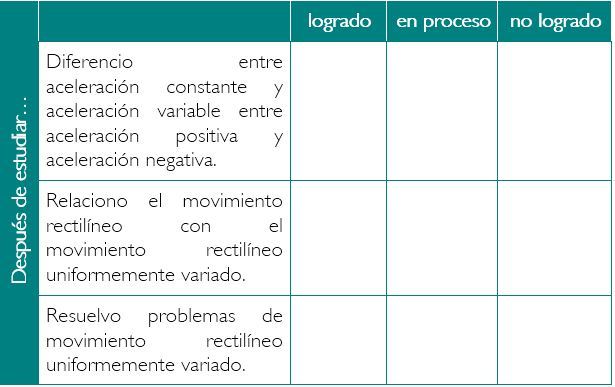 logrado en proceso no logrado
Después de estudiar...
Diferencio entre
aceleración constante y
aceleración variable entre
aceleración positiva y
aceleración negativa.
Relaciono el movimiento
rectilíneo con el
movimiento rectilíneo
uniformemente variado.
Resuelvo problemas de
movimiento rectilíneo
uniformemente variado.